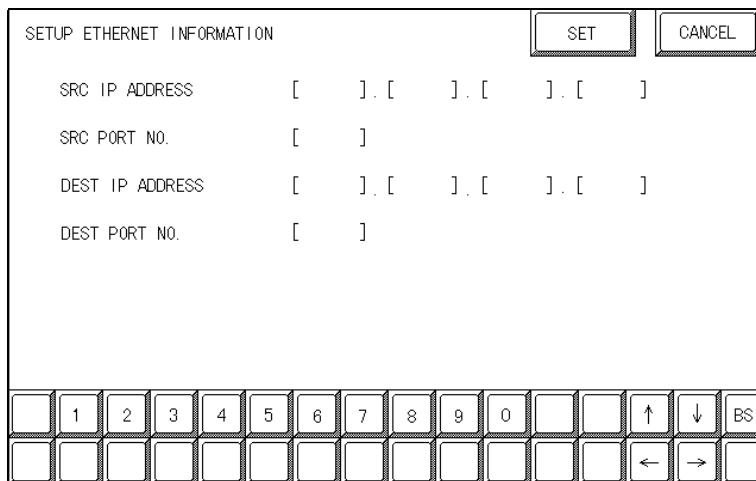 SETUP ETHERNET INFORMATION SET CANCEL
SRC IP ADDRESS [ ].[ ].[ ].[ ]
SRC PORT NO. [ ]
DEST IP ADDRESS [ ].[ ].[ ].[ ]
DEST PORT NO. [ ]
1 2 3 4 5 6 7 8 9 0 ↑ ↓ BS
← →